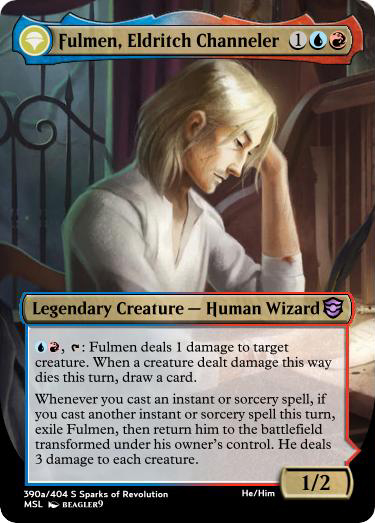 Fulmen, Eldritch Channeler 1
Legendary Creature — Human Wizard
, : Fulmen deals 1 damage to target
creature. When a creature dealt damage this way
dies this turn, draw a card.
Whenever you cast an instant or sorcery spell, if
you cast another instant or sorcery spell this turn,
exile Fulmen, then return him to the battlefield
transformed under his owner's control. He deals
3 damage to each creature.
1/2
390a/404 S Sparks of Revolution He/Him
MSL BEAGLER9